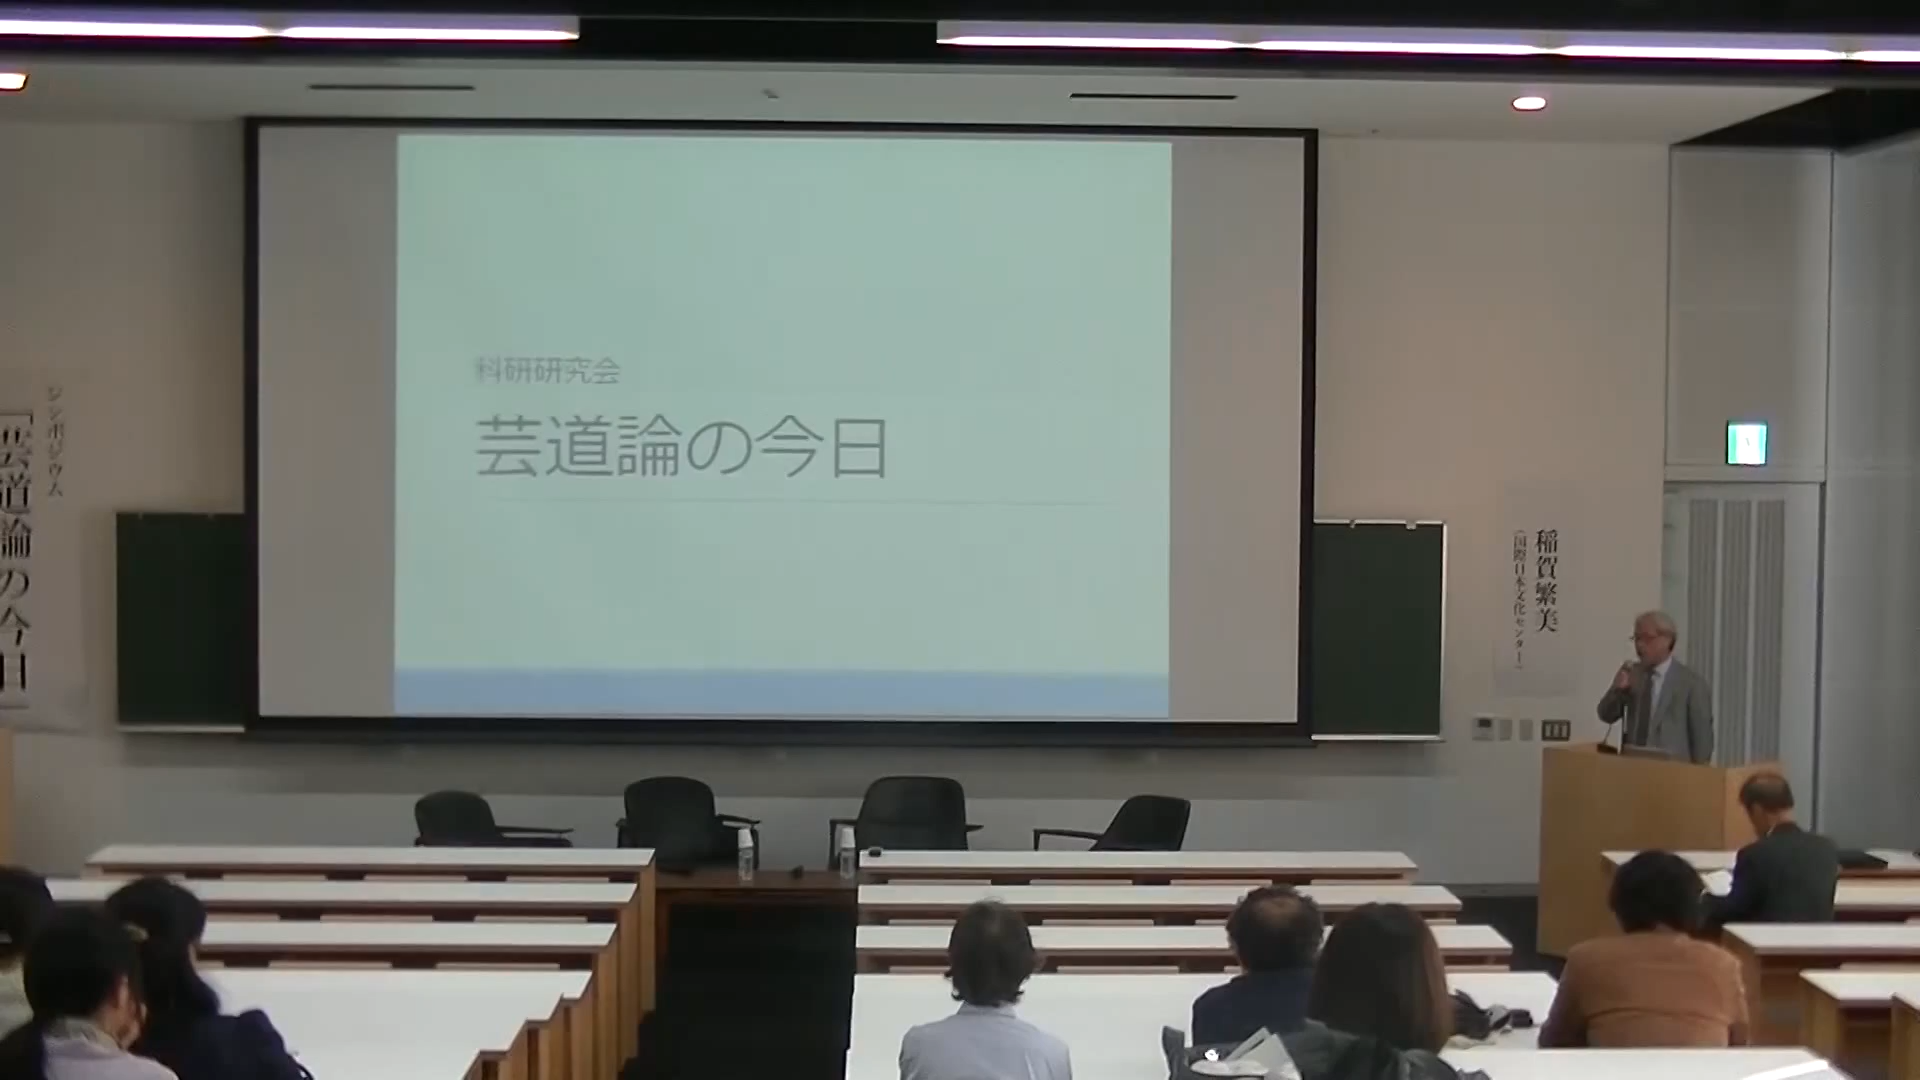 科研研究会
芸道論の今日
シンポジウム
「芸道論の今日」
稲賀繁美
（国際日本文化センター）